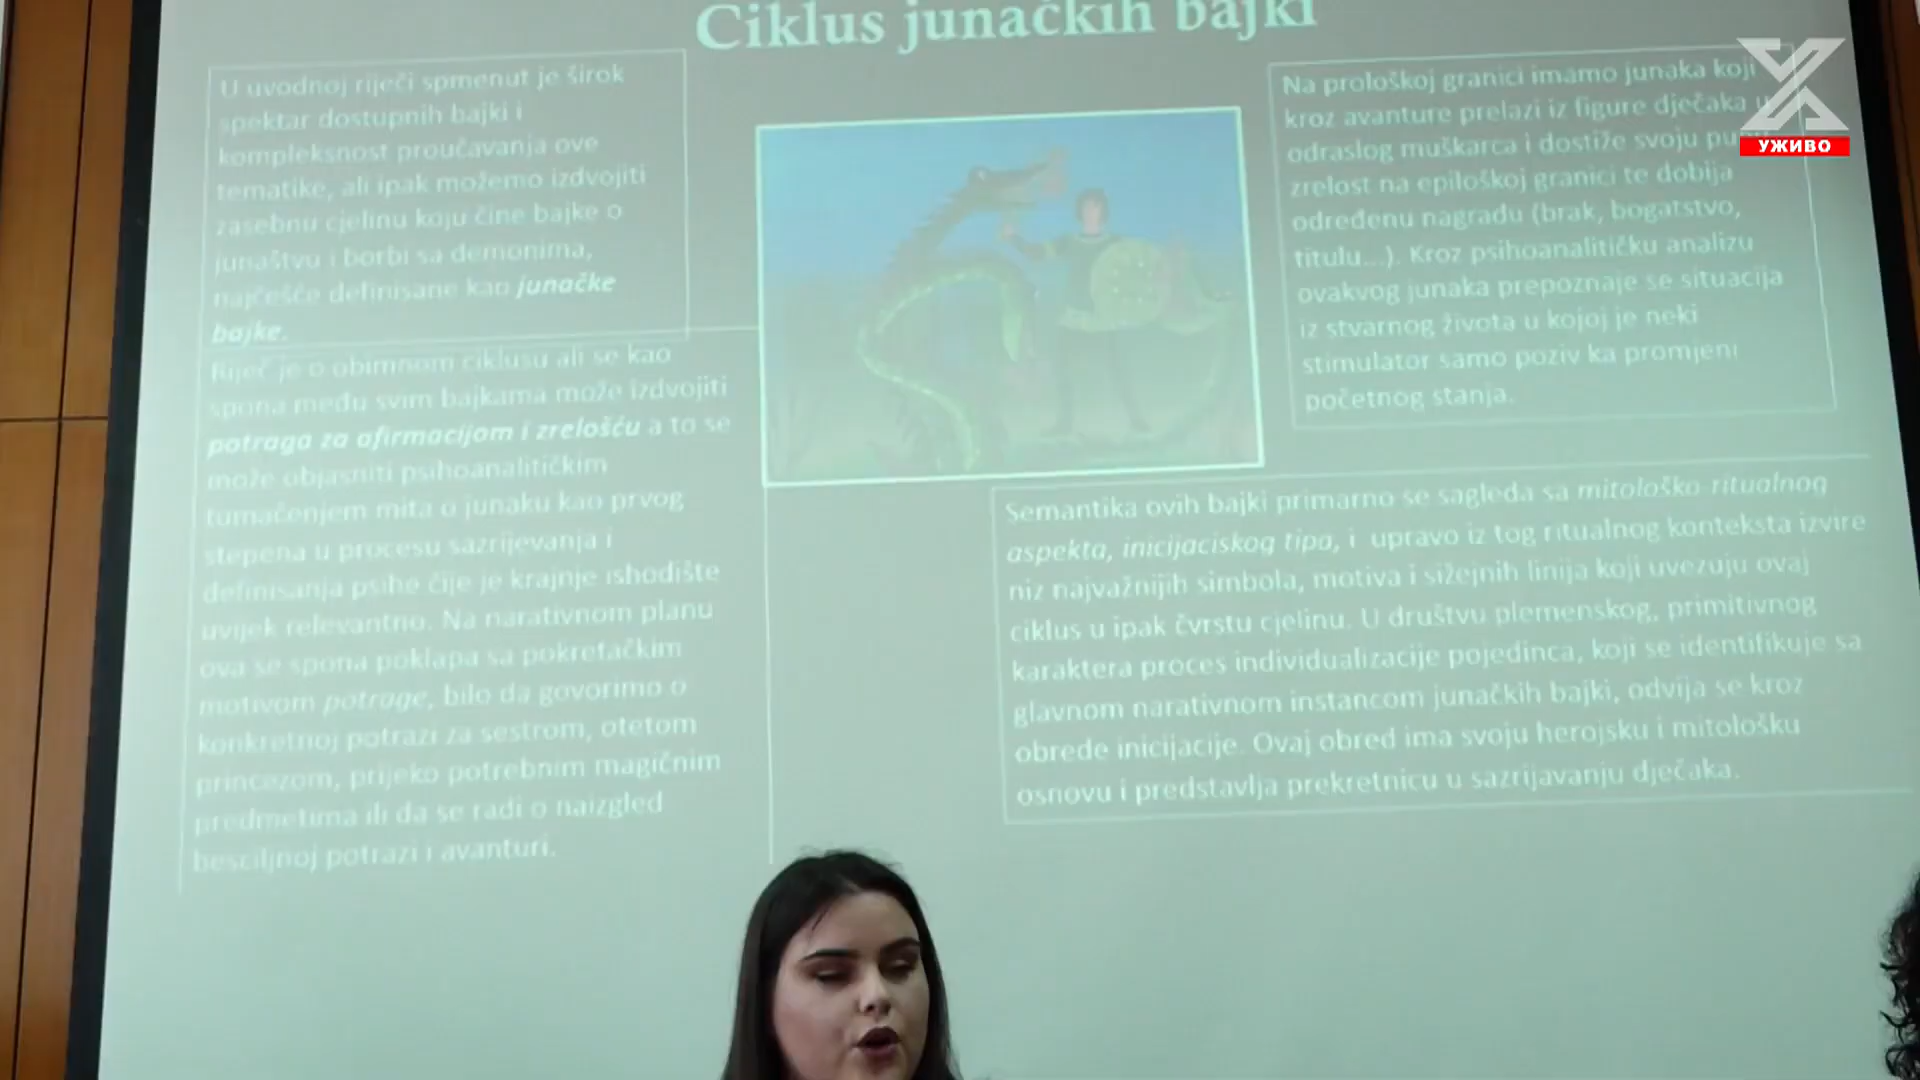 Ciklus junačkih bajki
U uvodnoj riječi spmenut je širok
spektar dostupnih bajki i
kompleksnost proučavanja ove
tematike, ali ipak možemo izdvojiti
zasebnu cjelinu koju čine bajke o
junaštvu i borbi sa demonima,
najčešće definisane kao junačke
bajke.
Riječ je o obimnom ciklusu ali se kao
spona među svim bajkama može izdvojiti
potraga za afirmacijom i zrelošću a to se
može objasniti psihoanalitičkim
tumačenjem mita o junaku kao prvog
stepena u procesu sazrijevanja i
definisanja psihe čije je krajnje ishodište
uvijek relevantno. Na narativnom planu
ova se spona poklapa sa pokretačkim
motivom potrage, bilo da govorimo o
konkretnoj potrazi za sestrom, otetom
princezom, prijeko potrebnim magičnim
predmetima ili da se radi o naizgled
besciljnoj potrazi i avanturi.
Na prološkoj granici imamo junaka koji
kroz avanture prelazi iz figure dječaka u
odraslog muškarca i dostiže svoju
zrelost na epiloškoj granici te dobija
određenu nagradu (brak, bogatstvo,
titulu...). Kroz psihoanalitičku analizu
ovakvog junaka prepoznaje se situacija
iz stvarnog života u kojoj je neki
stimulator samo poziv ka promjeni
početnog stanja.
Semantika ovih bajki primarno se sagleda sa mitološko ritualnog
aspekta, inicijaciskog tipa, i upravo iz tog ritualnog konteksta izvire
niz najvažnijih simbola, motiva i sižejnih linija koji uvezuju ovaj
ciklus u ipak čvrstu cjelinu. U društvu plemenskog, primitivnog
karaktera proces individualizacije pojedinca, koji se identifikuje sa
glavnom narativnom instancom junačkih bajki, odvija se kroz
obrede inicijacije. Ovaj obred ima svoju herojsku i mitološku
osnovu i predstavlja prekretnicu u sazrijavanju dječaka.
УЖИВО